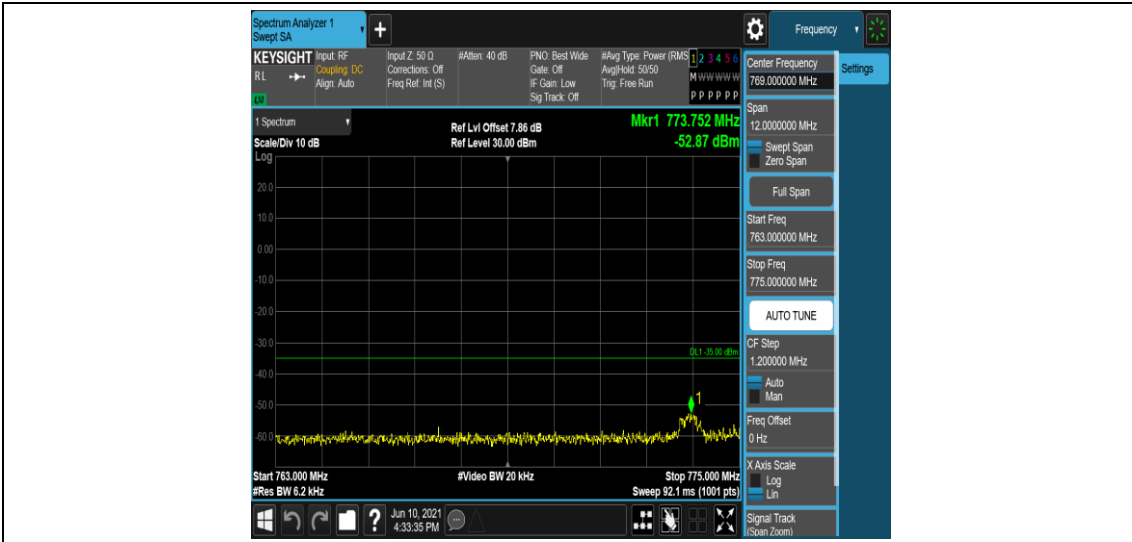 Spectrum Analyzer 1
Swept SA
+
Frequency
KEYSIGHT
RL
Input: RF
Coupling: DC
Align: Auto
Input Z: 50 Ω
Corrections: Off
Freq Ref: Int (S)
#Atten: 40 dB
PNO: Best Wide
Gate: Off
IF Gain: Low
Sig Track: Off
#Avg Type: Power (RMS
Avg|Hold: 50/50
Trig: Free Run
1 2 3 4 5 6
M W W W W W
P P P P P P
1 Spectrum
Scale/Div 10 dB
Log
Ref Lvl Offset 7.86 dB
Ref Level 30.00 dBm
Mkr1 773.752 MHz
-52.87 dBm
20.0
10.0
0.00
-10.0
-20.0
-30.0
-40.0
-50.0
-60.0
DL1 -35.00 dBm
1
Start 763.000 MHz
#Res BW 6.2 kHz
#Video BW 20 kHz
Stop 775.000 MHz
Sweep 92.1 ms (1001 pts)
?
Jun 10, 2021
4:33:35 PM
Center Frequency
769.000000 MHz
Settings
Span
12.0000000 MHz
Swept Span
Zero Span
Full Span
Start Freq
763.000000 MHz
Stop Freq
775.000000 MHz
AUTO TUNE
CF Step
1.200000 MHz
Auto
Man
Freq Offset
0 Hz
X Axis Scale
Log
Lin
Signal Track
(Span Zoom)